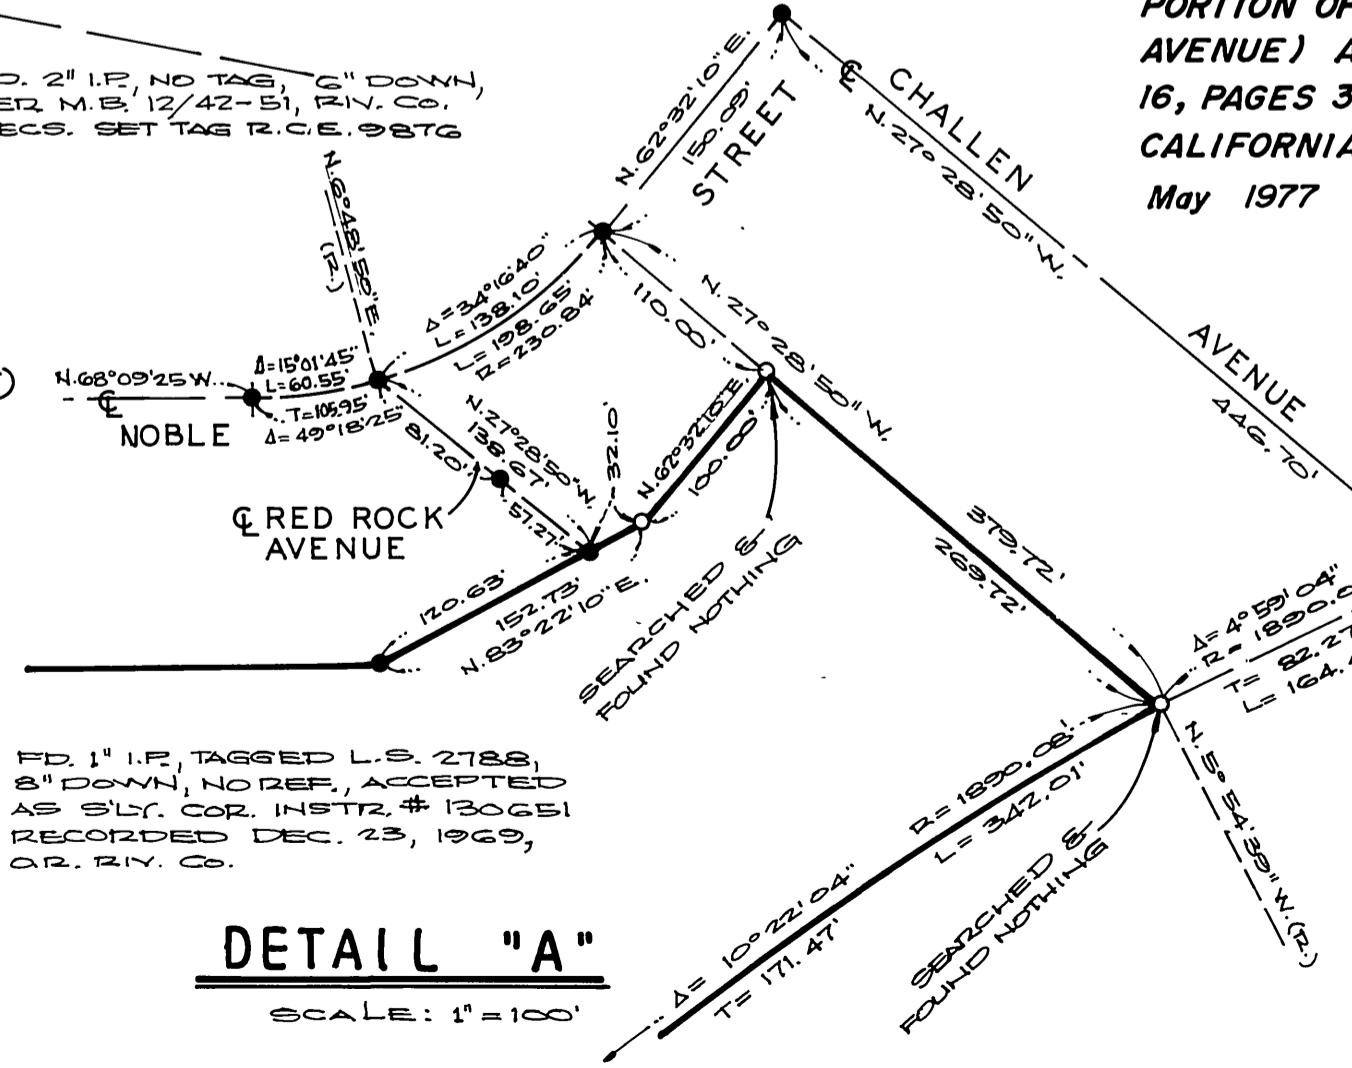 PORTION OF
AVENUE) A
16, PAGES 3
CALIFORNIA
May 1977
D. 2" I.P., NO TAG, 6" DOWN,
ER M.B. 12/42-51, RIV. CO.
ECS. SET TAG R.C.E. 9876
N.6°48'50"E.
(R.)
N.62°32'10"E.
150.09'
STREET
℄ CHALLEN
N.27°28'50"W.
AVENUE
446.70'
Δ=34°16'40"
L=138.10'
L=198.65'
R=230.84'
110.00'
N.27°28'50"W.
N.68°09'25"W.
℄
NOBLE
Δ=15°01'45"
L=60.55'
T=105.95'
Δ=49°18'25"
81.20'
N.27°28'50"W.
138.67'
57.27'
32.10'
N.62°32'10"E.
100.00'
℄ RED ROCK
AVENUE
120.63'
152.73'
N.83°22'10"E.
SEARCHED &
FOUND NOTHING
379.72'
269.72'
Δ=4°59'04"
R=1890.0
T= 82.27
L= 164.
N.5°54'39"W.(R.)
R=1890.08'
L=342.01'
Δ= 10°22'04"
T= 171.47'
SEARCHED &
FOUND NOTHING
FD. 1" I.P., TAGGED L.S. 2788,
8" DOWN, NO REF., ACCEPTED
AS S'LY. COR. INSTR. # 130651
RECORDED DEC. 23, 1969,
O.R. RIV. CO.
DETAIL "A"
SCALE: 1"=100'